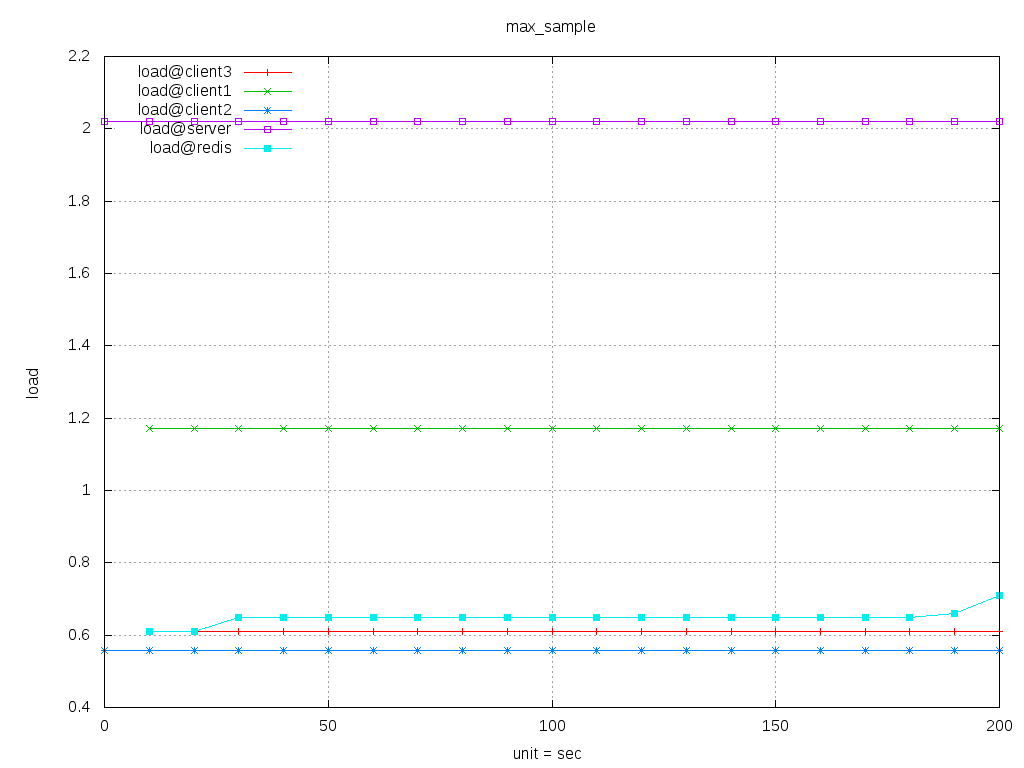 max_sample
2.2
load@client3
load@client1
load@client2
2
load@server
load@redis
1.8
1.6
1.4
load
1.2
1
0.8
0.6
0.4
0 50 100 150 200
unit = sec